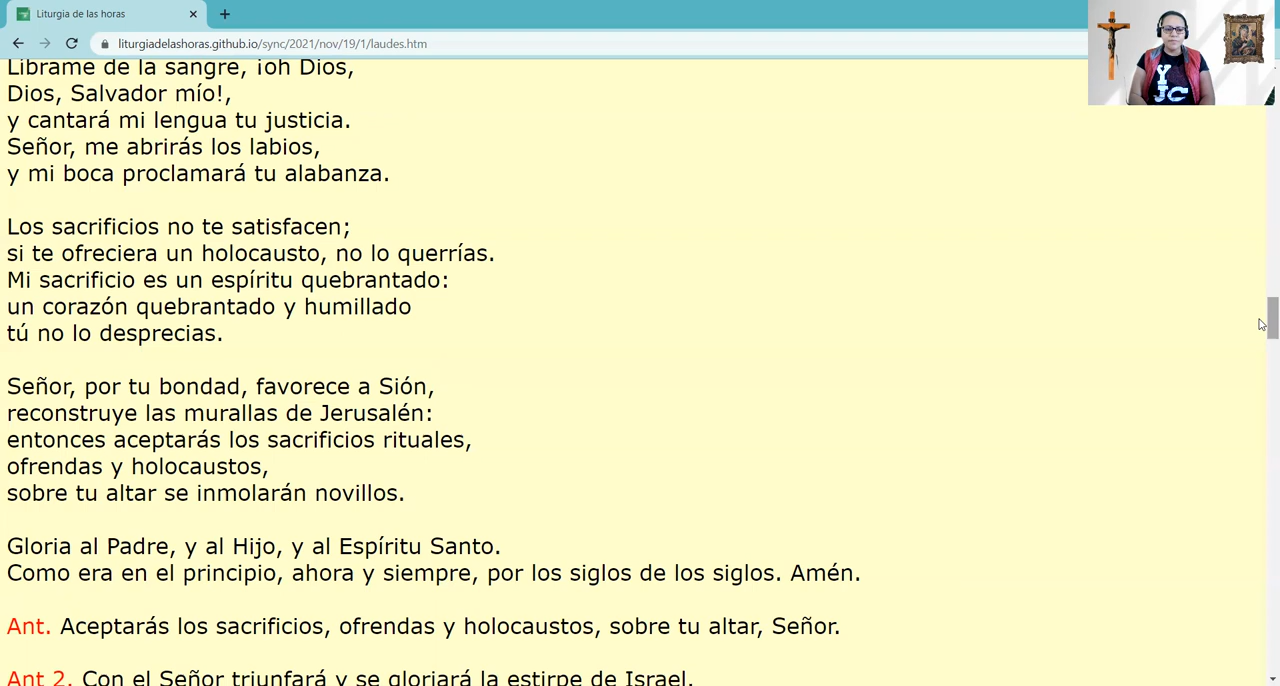 Liturgia de las horas
liturgiadelashoras.github.io/sync/2021/nov/19/1/laudes.htm
Líbrame de la sangre, ¡oh Dios,
Dios, Salvador mío!,
y cantará mi lengua tu justicia.
Señor, me abrirás los labios,
y mi boca proclamará tu alabanza.
Los sacrificios no te satisfacen;
si te ofreciera un holocausto, no lo querrías.
Mi sacrificio es un espíritu quebrantado:
un corazón quebrantado y humillado
tú no lo desprecias.
Señor, por tu bondad, favorece a Sión,
reconstruye las murallas de Jerusalén:
entonces aceptarás los sacrificios rituales,
ofrendas y holocaustos,
sobre tu altar se inmolarán novillos.
Gloria al Padre, y al Hijo, y al Espíritu Santo.
Como era en el principio, ahora y siempre, por los siglos de los siglos. Amén.
Ant. Aceptarás los sacrificios, ofrendas y holocaustos, sobre tu altar, Señor.
Ant 2. Con el Señor triunfará y se gloriará la estirpe de Israel.